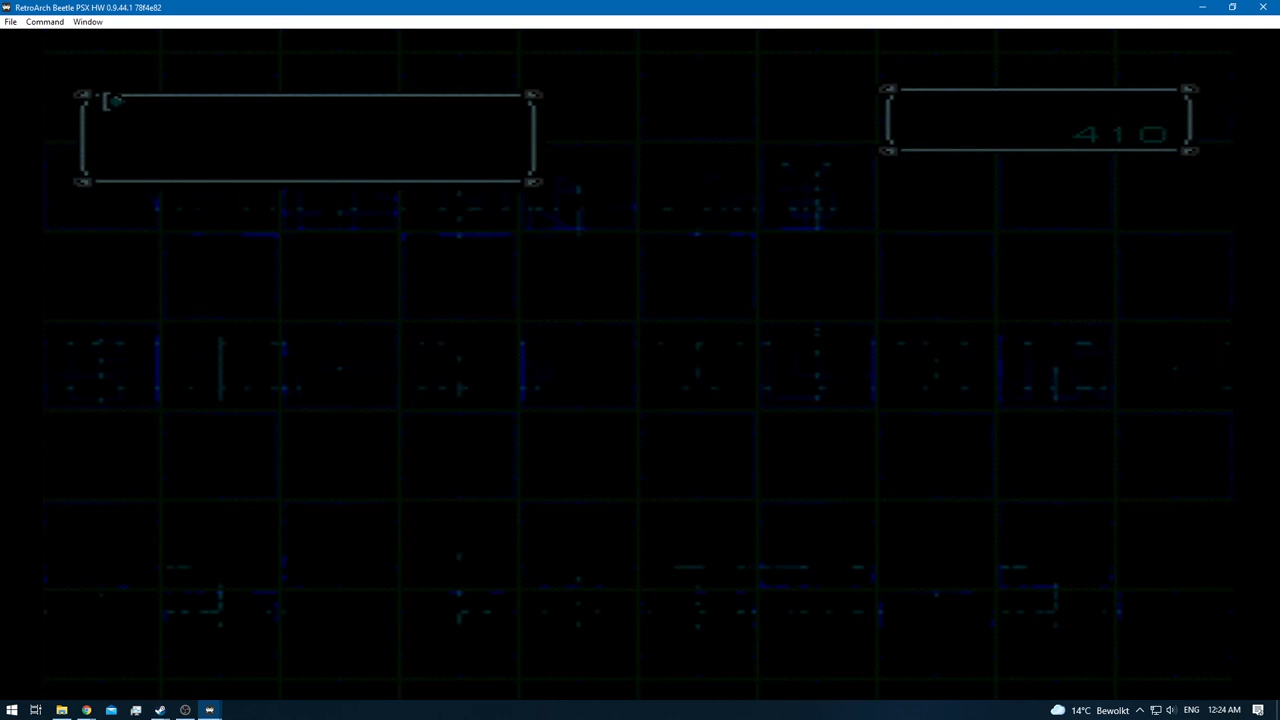 RetroArch Beetle PSX HW 0.9.44.1 78f4e82
File Command Window
[
410
14°C Bewolkt ENG 12:24 AM